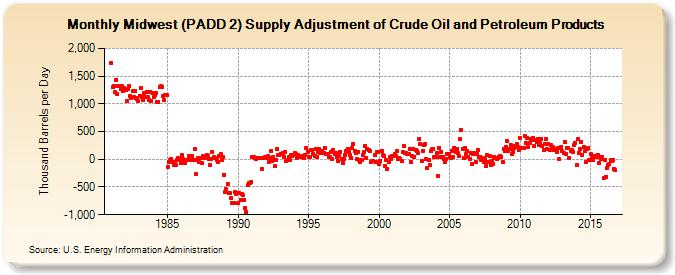 Monthly Midwest (PADD 2) Supply Adjustment of Crude Oil and Petroleum Products
Thousand Barrels per Day
2,000
1,500
1,000
500
0
-500
-1,000
1985 1990 1995 2000 2005 2010 2015
Source: U.S. Energy Information Administration